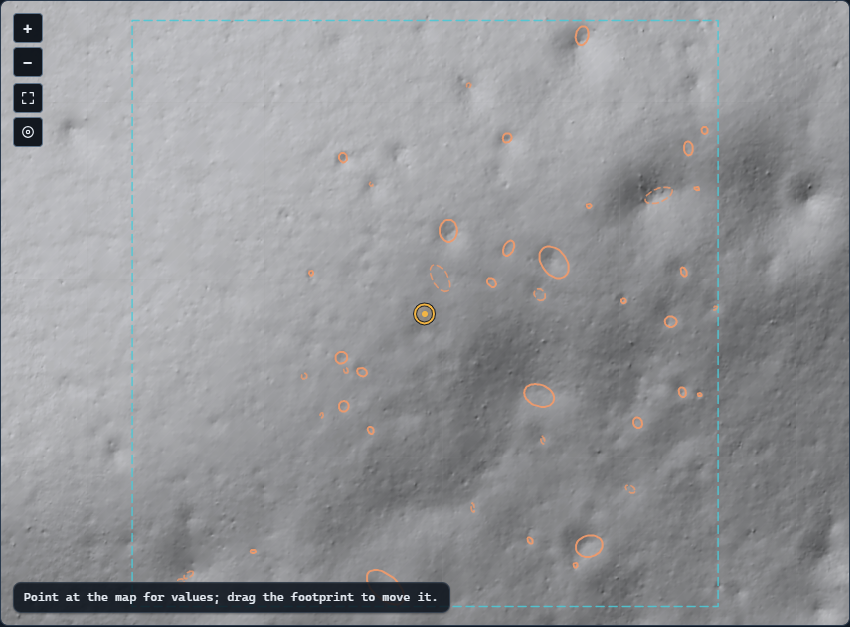 +
−
Point at the map for values; drag the footprint to move it.